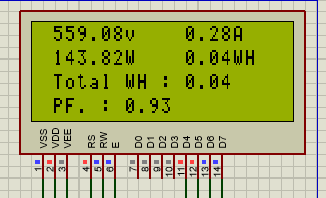 559.08v 0.28A
143.82W 0.04WH
Total WH : 0.04
PF. : 0.93
VSS VDD VEE RS RW E D0 D1 D2 D3 D4 D5 D6 D7
1 2 3 4 5 6 7 8 9 10 11 12 13 14